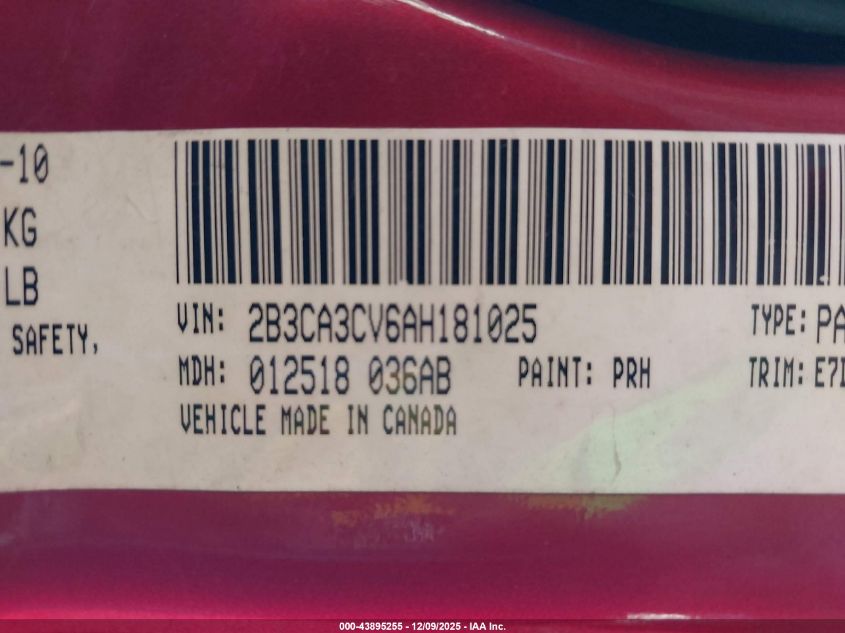 -10
KG
LB
SAFETY,
VIN: 2B3CA3CV6AH181025 TYPE: PA
MDH: 012518 036AB PAINT: PRH TRIM: E7
VEHICLE MADE IN CANADA
000-43895255 - 12/09/2025 - IAA Inc.